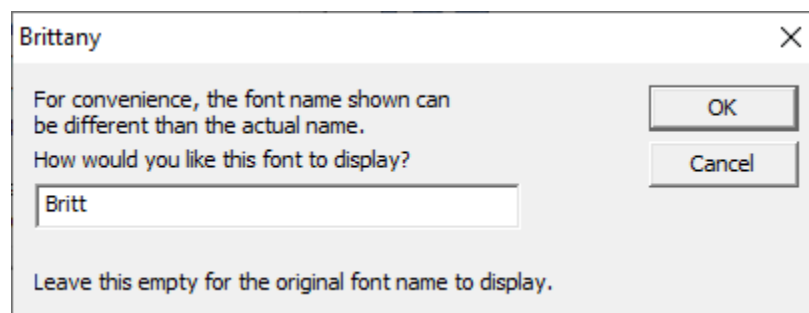 Brittany
For convenience, the font name shown can
be different than the actual name.
How would you like this font to display?
Britt
Leave this empty for the original font name to display.
OK
Cancel